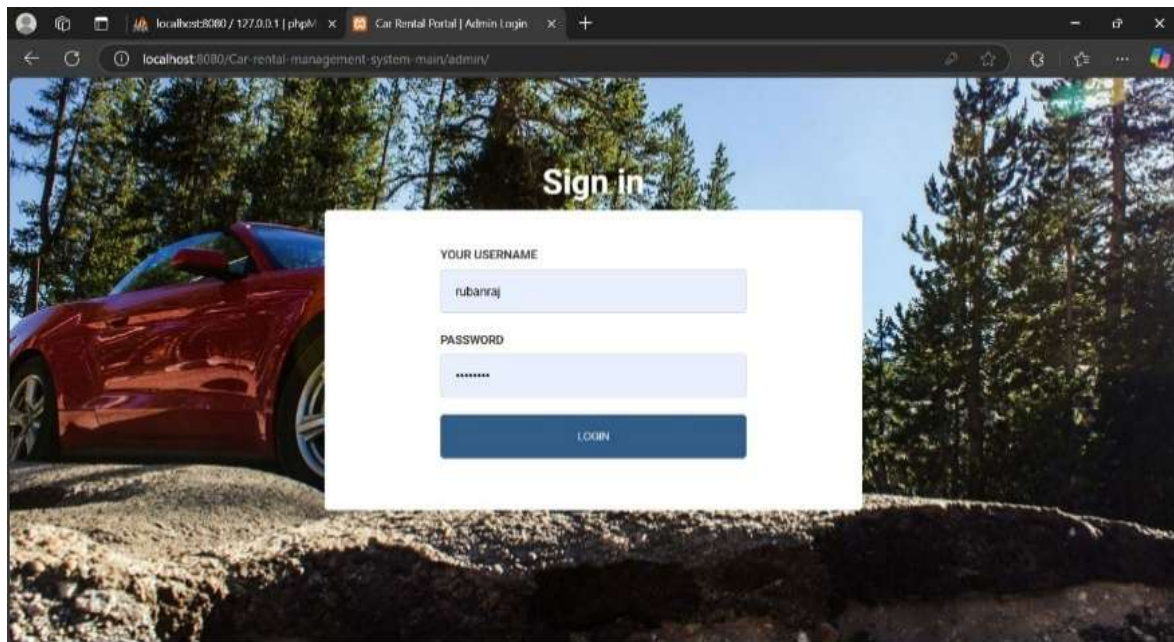 localhost:8080 / 127.0.0.1 | phpM
Car Rental Portal | Admin Login
localhost:8080/Car-rental-management-system-main/admin/
Sign in
YOUR USERNAME
rubanraj
PASSWORD
••••••••
LOGIN